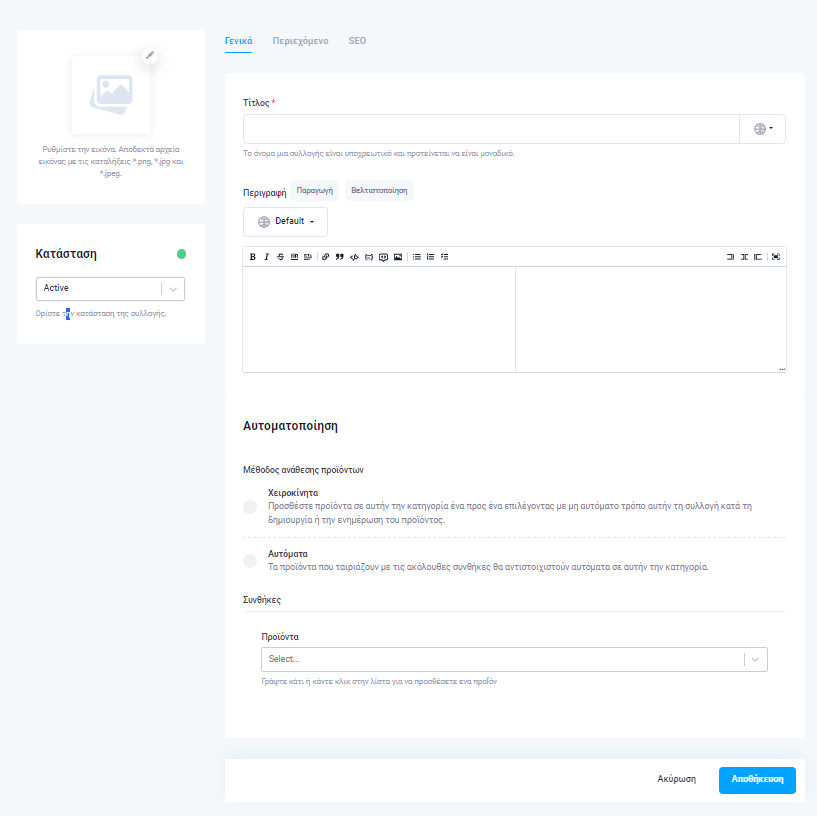 Γενικά Περιεχόμενο SEO
Ρυθμίστε την εικόνα. Αποδεκτά αρχεία
εικόνας με τις καταλήξεις *.png, *.jpg και
*.jpeg.
Κατάσταση
Active
Ορίστε την κατάσταση της συλλογής.
Τίτλος *
Το όνομα μια συλλογής είναι υποχρεωτικό και προτείνεται να είναι μοναδικό.
Περιγραφή Παραγωγή Βελτιστοποίηση
Default
Αυτοματοποίηση
Μέθοδος ανάθεσης προϊόντων
Χειροκίνητα
Προσθέστε προϊόντα σε αυτήν την κατηγορία ένα προς ένα επιλέγοντας με μη αυτόματο τρόπο αυτήν τη συλλογή κατά τη
δημιουργία ή την ενημέρωση του προϊόντος.
Αυτόματα
Τα προϊόντα που ταιριάζουν με τις ακόλουθες συνθήκες θα αντιστοιχιστούν αυτόματα σε αυτήν την κατηγορία.
Συνθήκες
Προϊόντα
Select...
Γράψτε κάτι ή κάντε κλικ στην λίστα για να προσθέσετε ενα προΐόν
Ακύρωση Αποθήκευση